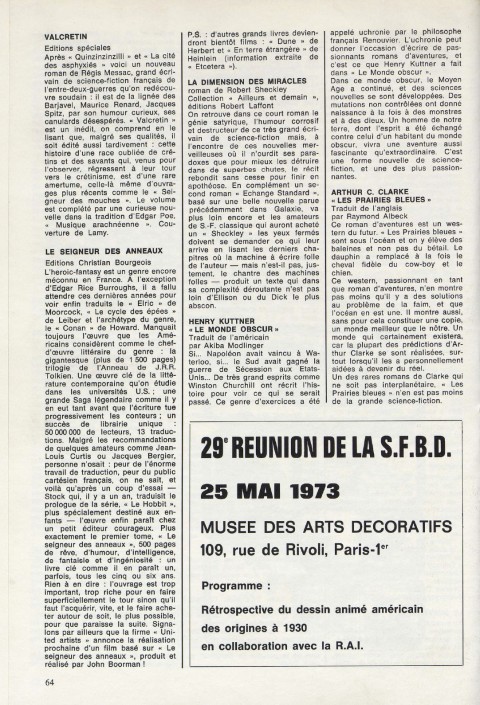 VALCRETIN
Editions spéciales
Après « Quinzinzinzilli » et « La cité
des asphyxiés » voici un nouveau
roman de Régis Messac, grand écri-
vain de science-fiction français de
l'entre-deux-guerres qu'on redécou-
vre soudain : il est de la lignée des
Barjavel, Maurice Renard, Jacques
Spitz, par son humour curieux, ses
canulards désespérés. « Valcretin »
est un inédit, on comprend en le
lisant que, malgré ses qualités, il
soit édité aussi tardivement : cette
histoire d'une race oubliée de cré-
tins et des savants qui, venus pour
l'observer, régressent à leur tour
vers le crétinisme, est d'une rare
amertume, celle-là même d'ouvra-
ges plus récents comme le « Sei-
gneur des mouches ». Le volume
est complété par une curieuse nou-
velle dans la tradition d'Edgar Poe,
« Musique arachnéenne ». Cou-
verture de Lamy.
LE SEIGNEUR DES ANNEAUX
Editions Christian Bourgeois
L'heroic-fantasy est un genre encore
méconnu en France. A l'exception
d'Edgar Rice Burroughs, il a fallu
attendre ces dernières années pour
voir enfin traduits le « Elric » de
Moorcock, le « Le cycle des épées »
de Leiber et l'archétype du genre,
le « Conan » de Howard. Manquait
toujours l'œuvre que les Amé-
ricains considèrent comme le chef-
d'œuvre littéraire du genre : la
gigantesque (plus de 1 500 pages)
trilogie de l'Anneau de J.R.R.
Tolkien. Une œuvre clé de la litté-
rature contemporaine qu'on étudie
dans les universités U.S. ; une
grande Saga légendaire comme il y
en eut tant avant que l'écriture tue
progressivement les conteurs ; un
succès de librairie unique :
50 000 000 de lecteurs, 13 traduc-
tions. Malgré les recommandations
de quelques amateurs comme Jean-
Louis Curtis ou Jacques Bergier,
personne n'osait : peur de l'énorme
travail de traduction, peur du public
cartésien français, on ne sait, et
voilà qu'après un coup d'essai —
Stock qui, il y a un an, traduisit le
prologue de la série, « Le Hobbit »,
plus spécialement destiné aux en-
fants — l'œuvre enfin paraît chez
un petit éditeur courageux. Plus
exactement le premier tome, « Le
seigneur des anneaux », 500 pages
de rêve, d'humour, d'intelligence,
de fantaisie et d'ingéniosité : un
livre clé comme il en paraît un,
parfois, tous les cinq ou six ans.
Rien à en dire : l'ouvrage est trop
important, trop riche pour en faire
superficiellement le tour sinon qu'il
faut l'acquérir, vite, et le faire ache-
ter autour de soit, le plus possible,
pour que paraisse la suite. Signa-
lons par ailleurs que la firme « Uni-
ted artists » annonce la réalisation
prochaine d'un film basé sur « Le
seigneur des anneaux », produit et
réalisé par John Boorman !
64
P.S. : d'autres grands livres devien-
dront bientôt films : « Dune » de
Herbert et « En terre étrangère » de
Heinlein (information extraite de
« Etcetera »).
LA DIMENSION DES MIRACLES
roman de Robert Sheckley
Collection « Ailleurs et demain »,
éditions Robert Laffont
On retrouve dans ce court roman le
génie satyrique, l'humour corrosif
et destructeur de ce très grand écri-
vain de science-fiction mais, à
l'encontre de ces nouvelles mer-
veilleuses où il n'ourdit ses para-
doxes que pour mieux les détruire
dans de superbes chutes, le récit
rebondit sans cesse pour finir en
apothéose. En complément un se-
cond roman « Echange Standard »,
basé sur une belle nouvelle parue
précédemment dans Galaxie, va
plus loin encore et les amateurs
de S.-F. classique qui auront acheté
un « Sheckley » les yeux fermés
doivent se demander ce qui leur
arrive en lisant les derniers cha-
pitres où la machine à écrire folle
de l'auteur — mais n'est-il pas, jus-
tement, le chantre des machines
folles — produit un texte qui dans
sa complexité déroutante n'est pas
loin d'Ellison ou du Dick le plus
abscon.
HENRY KUTTNER
« LE MONDE OBSCUR »
Traduit de l'américain
par Akiba Modlinger
Si... Napoléon avait vaincu à Wa-
terloo, si... le Sud avait gagné la
guerre de Sécession aux Etats-
Unis... De très grand esprits comme
Winston Churchill ont récrit l'his-
toire pour voir ce qui se serait
passé. Ce genre d'exercices a été
appelé uchronie par le philosophe
français Renouvier. L'uchronie peut
donner l'occasion d'écrire de pas-
sionnants romans d'aventures, et
c'est ce que Henry Kuttner a fait
dans « Le Monde obscur ».
Dans ce monde obscur, le Moyen
Age a continué, et des sciences
nouvelles se sont développées. Des
mutations non contrôlées ont donné
naissance à la fois à des monstres
et à des dieux. Un homme de notre
terre, dont l'esprit a été échangé
contre celui d'un habitant du monde
obscur, vivra une aventure aussi
fascinante qu'extraordinaire. C'est
une forme nouvelle de science-
fiction, et une des plus passion-
nantes.
ARTHUR C. CLARKE
« LES PRAIRIES BLEUES »
Traduit de l'anglais
par Raymond Albeck
Ce roman d'aventures est un wes-
tern du futur. « Les Prairies bleues »
sont sous l'océan et on y élève des
baleines et non pas du bétail. Le
dauphin a remplacé à la fois le
cheval fidèle du cow-boy et le
chien.
Ce western, passionnant en tant
que roman d'aventures, n'en montre
pas moins qu'il y a des solutions
au problème de la faim, et que
l'océan en est une. Il montre aussi,
sans pour cela constituer une copie,
un monde meilleur que le nôtre. Un
monde qui certainement existera,
car la plupart des prédictions d'Ar-
thur Clarke se sont réalisées, sur-
tout lorsqu'il les a personnellement
aidées à devenir du réel.
Un des rares romans de Clarke qui
ne soit pas interplanétaire, « Les
Prairies bleues » n'en est pas moins
de la grande science-fiction.
29e REUNION DE LA S.F.B.D.
25 MAI 1973
MUSEE DES ARTS DECORATIFS
109, rue de Rivoli, Paris-1er
Programme :
Rétrospective du dessin animé américain
des origines à 1930
en collaboration avec la R.A.I.